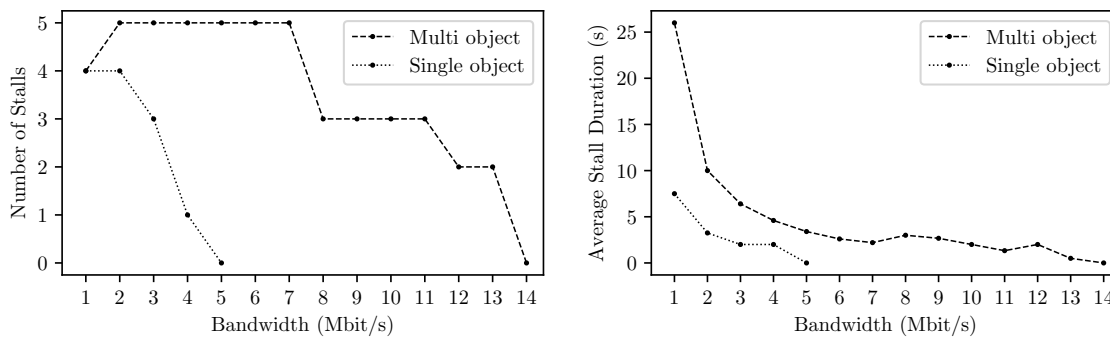 Number of Stalls
5
4
3
2
1
0
Multi object
Single object
1 2 3 4 5 6 7 8 9 10 11 12 13 14
Bandwidth (Mbit/s)
Average Stall Duration (s)
25
20
15
10
5
0
Multi object
Single object
1 2 3 4 5 6 7 8 9 10 11 12 13 14
Bandwidth (Mbit/s)